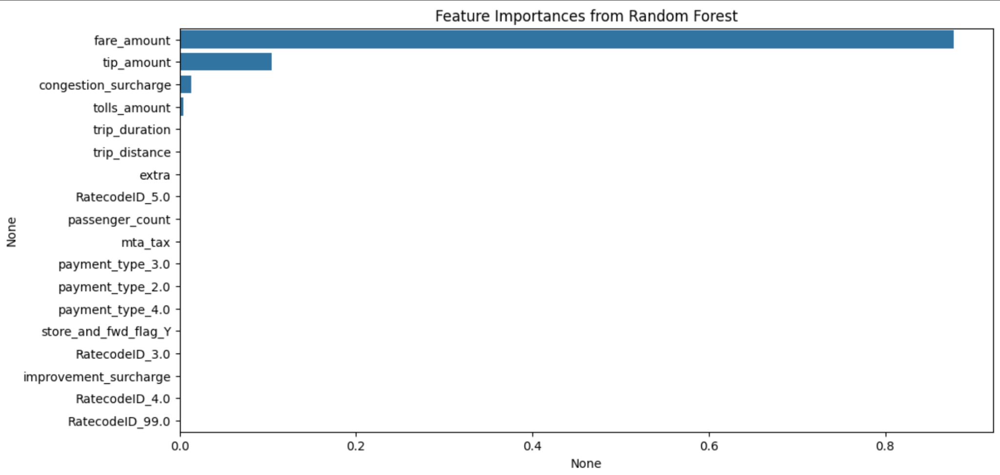 Feature Importances from Random Forest
fare_amount
tip_amount
congestion_surcharge
tolls_amount
trip_duration
trip_distance
extra
RatecodeID_5.0
passenger_count
mta_tax
payment_type_3.0
payment_type_2.0
payment_type_4.0
store_and_fwd_flag_Y
RatecodeID_3.0
improvement_surcharge
RatecodeID_4.0
RatecodeID_99.0
None
0.0 0.2 0.4 0.6 0.8
None